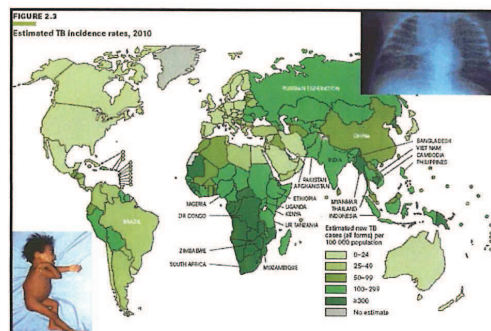 FIGURE 2.3
Estimated TB incidence rates, 2010
RUSSIAN FEDERATION
CHINA
BANGLADESH
VIET NAM
CAMBODIA
PHILIPPINES
INDIA
PAKISTAN
AFGHANISTAN
BRAZIL
NIGERIA
DR CONGO
ETHIOPIA
UGANDA
KENYA
UR TANZANIA
MYANMAR
THAILAND
INDONESIA
ZIMBABWE
SOUTH AFRICA
MOZAMBIQUE
Estimated new TB
cases (all forms) per
100 000 population
0–24
25–49
50–99
100–299
≥300
No estimate